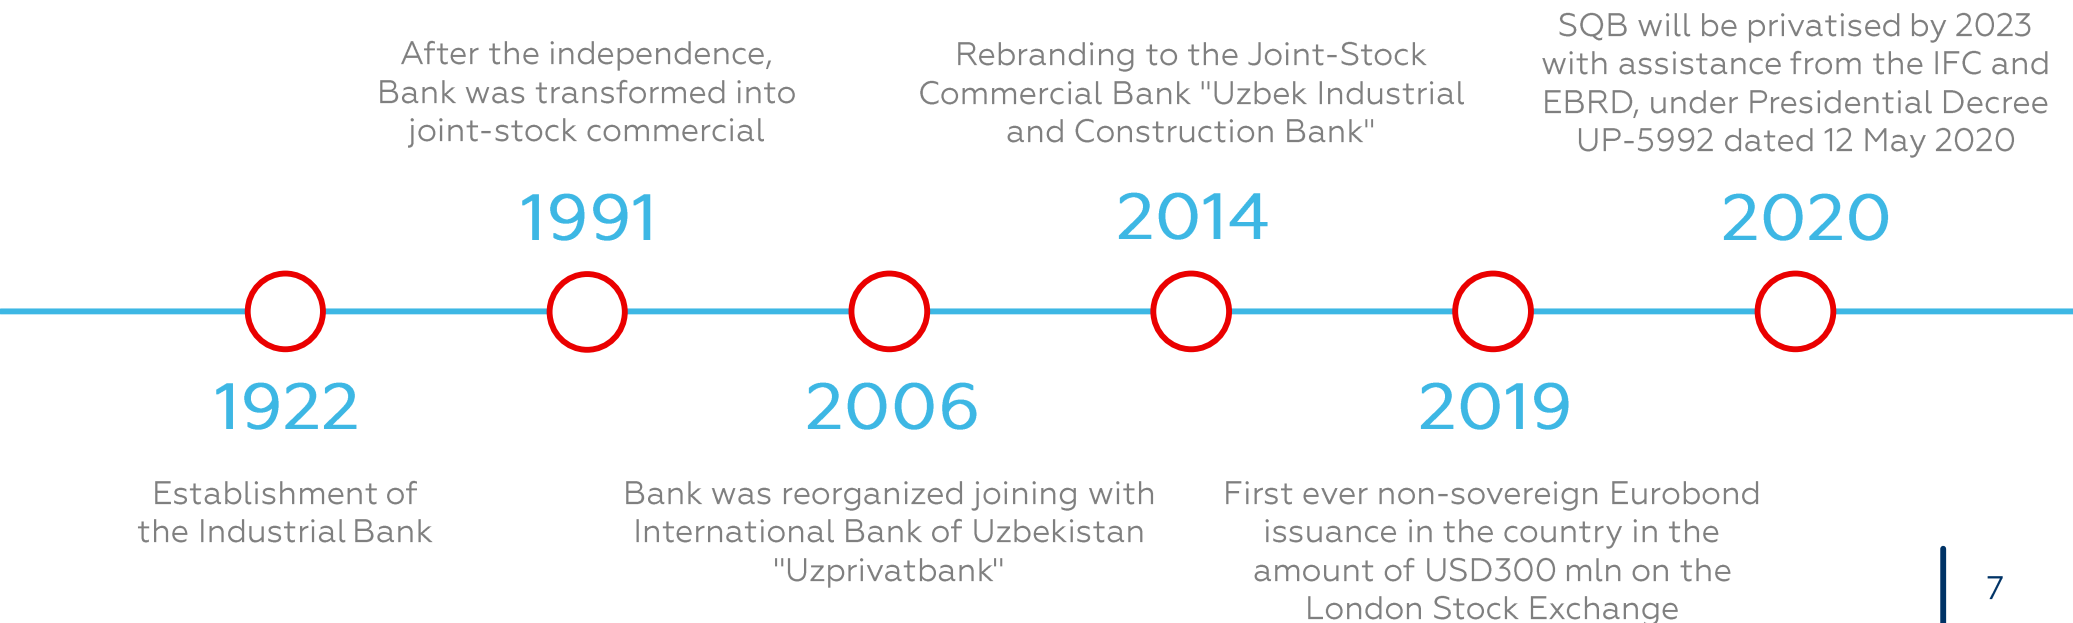 After the independence,
Bank was transformed into
joint-stock commercial
1991
Rebranding to the Joint-Stock
Commercial Bank "Uzbek Industrial
and Construction Bank"
2014
SQB will be privatised by 2023
with assistance from the IFC and
EBRD, under Presidential Decree
UP-5992 dated 12 May 2020
2020
1922
Establishment of
the Industrial Bank
2006
Bank was reorganized joining with
International Bank of Uzbekistan
"Uzprivatbank"
2019
First ever non-sovereign Eurobond
issuance in the country in the
amount of USD300 mln on the
London Stock Exchange
7